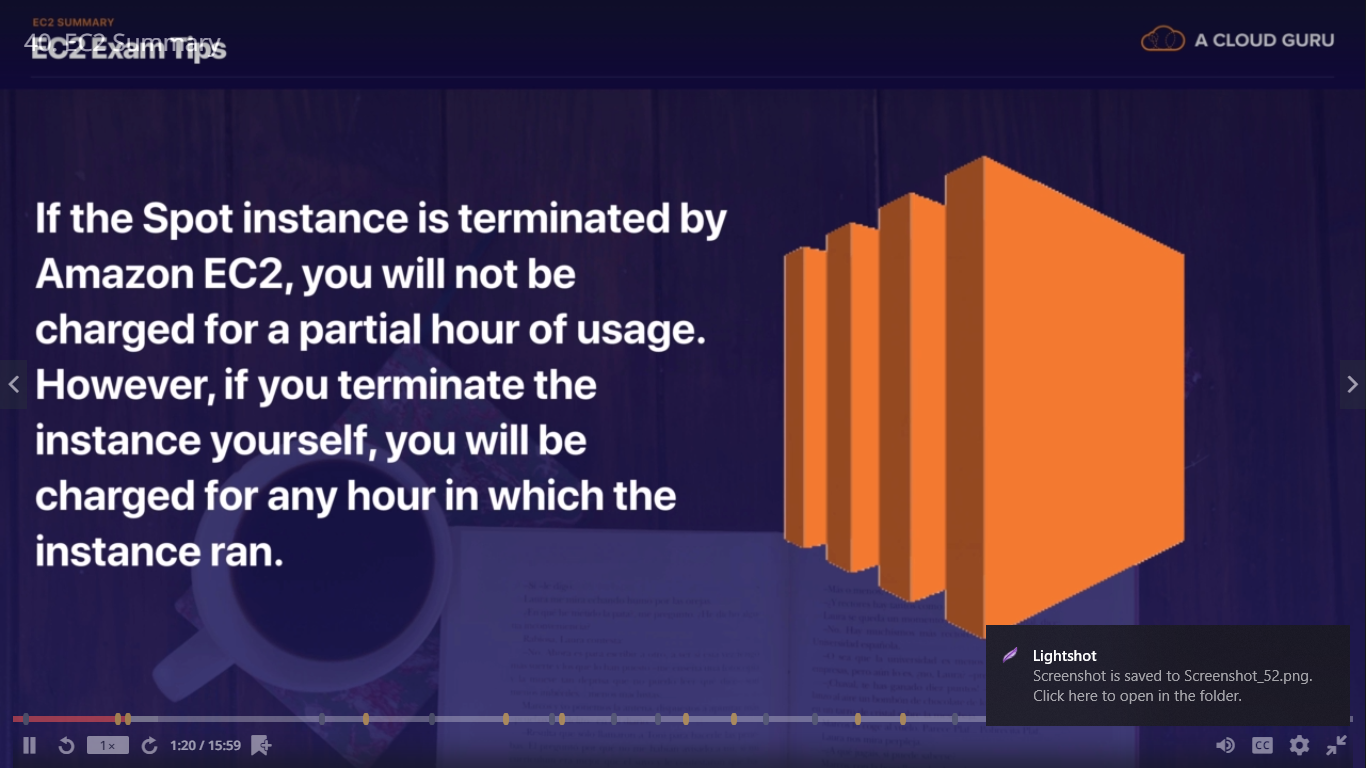 EC2 SUMMARY
40. EC2 Summary
EC2 Exam Tips
A CLOUD GURU
If the Spot instance is terminated by
Amazon EC2, you will not be
charged for a partial hour of usage.
However, if you terminate the
instance yourself, you will be
charged for any hour in which the
instance ran.
Lightshot
Screenshot is saved to Screenshot_52.png.
Click here to open in the folder.
1x
1:20 / 15:59
CC